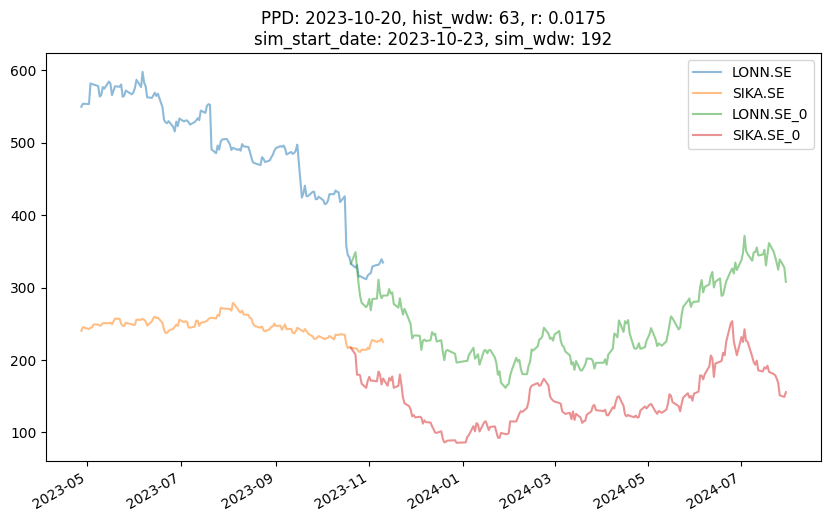 PPD: 2023-10-20, hist_wdw: 63, r: 0.0175
sim_start_date: 2023-10-23, sim_wdw: 192
LONN.SE
SIKA.SE
LONN.SE_0
SIKA.SE_0
600
500
400
300
200
100
2023-05
2023-07
2023-09
2023-11
2024-01
2024-03
2024-05
2024-07